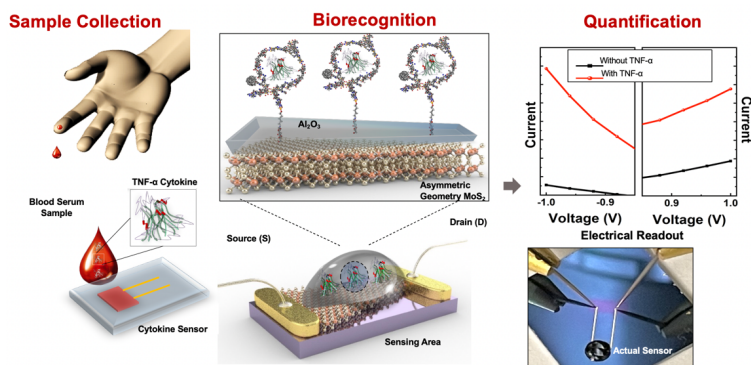 Sample Collection
Biorecognition
Quantification
TNF-α Cytokine
Blood Serum
Sample
Cytokine Sensor
Al₂O₃
Asymmetric
Geometry MoS₂
Source (S)
Drain (D)
Sensing Area
Without TNF-α
With TNF-α
Current
Current
-1.0
-0.9
0.9
1.0
Voltage (V)
Voltage (V)
Electrical Readout
Actual Sensor